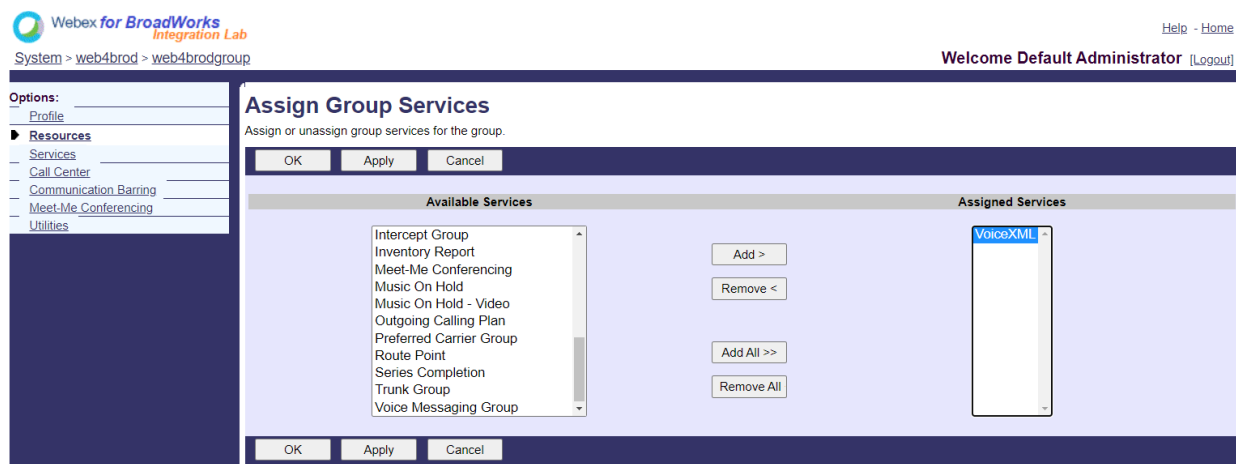 Webex for BroadWorks
Integration Lab
Help - Home
System > web4brod > web4brodgroup
Welcome Default Administrator [Logout]
Options:
Profile
Resources
Services
Call Center
Communication Barring
Meet-Me Conferencing
Utilities
Assign Group Services
Assign or unassign group services for the group.
OK Apply Cancel
Available Services Assigned Services
Intercept Group
Inventory Report
Meet-Me Conferencing
Music On Hold
Music On Hold - Video
Outgoing Calling Plan
Preferred Carrier Group
Route Point
Series Completion
Trunk Group
Voice Messaging Group
Add >
Remove <
Add All >>
Remove All
VoiceXML
OK Apply Cancel